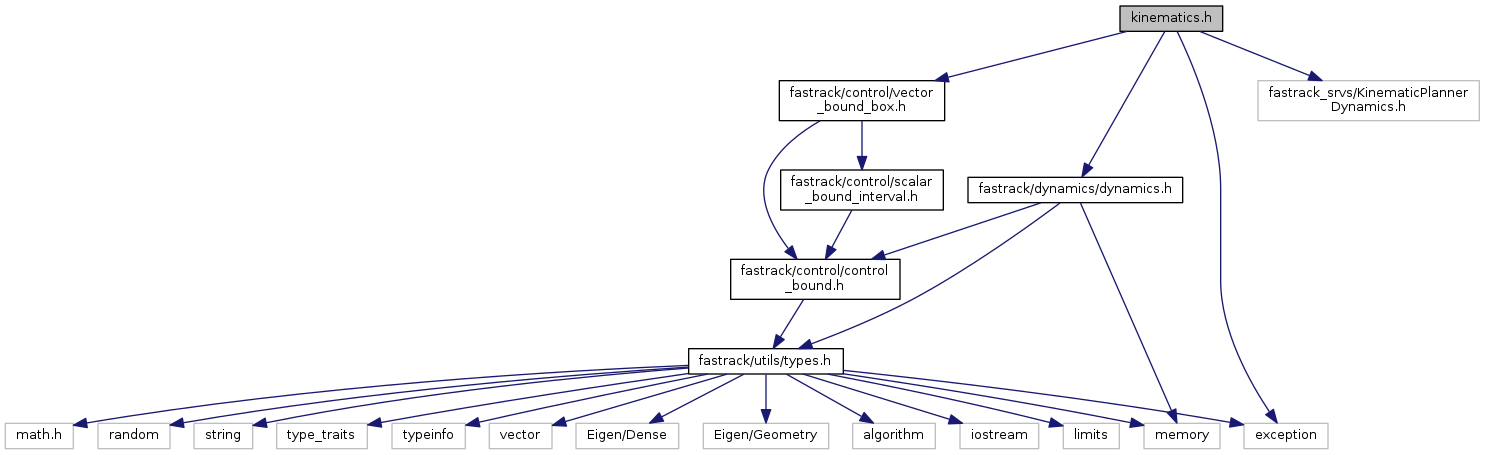 kinematics.h
fastrack/control/vector
_bound_box.h
fastrack_srvs/KinematicPlanner
Dynamics.h
fastrack/control/scalar
_bound_interval.h
fastrack/dynamics/dynamics.h
fastrack/control/control
_bound.h
fastrack/utils/types.h
math.h
random
string
type_traits
typeinfo
vector
Eigen/Dense
Eigen/Geometry
algorithm
iostream
limits
memory
exception